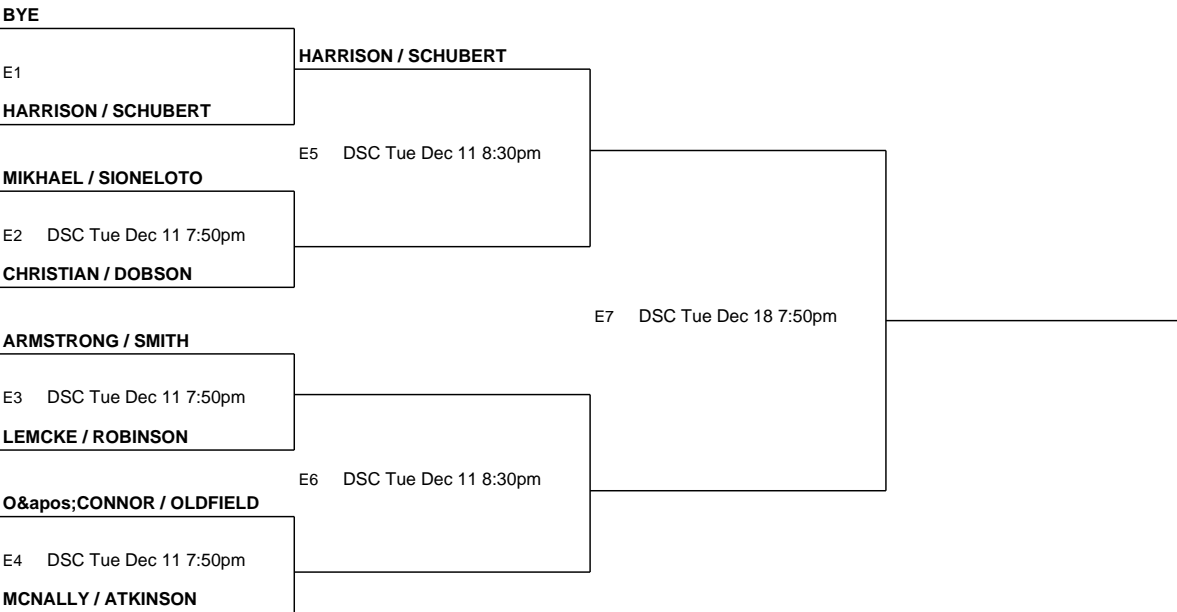 BYE
HARRISON / SCHUBERT
E1
HARRISON / SCHUBERT
E5 DSC Tue Dec 11 8:30pm
MIKHAEL / SIONELOTO
E2 DSC Tue Dec 11 7:50pm
CHRISTIAN / DOBSON
E7 DSC Tue Dec 18 7:50pm
ARMSTRONG / SMITH
E3 DSC Tue Dec 11 7:50pm
LEMCKE / ROBINSON
E6 DSC Tue Dec 11 8:30pm
O&apos;CONNOR / OLDFIELD
E4 DSC Tue Dec 11 7:50pm
MCNALLY / ATKINSON